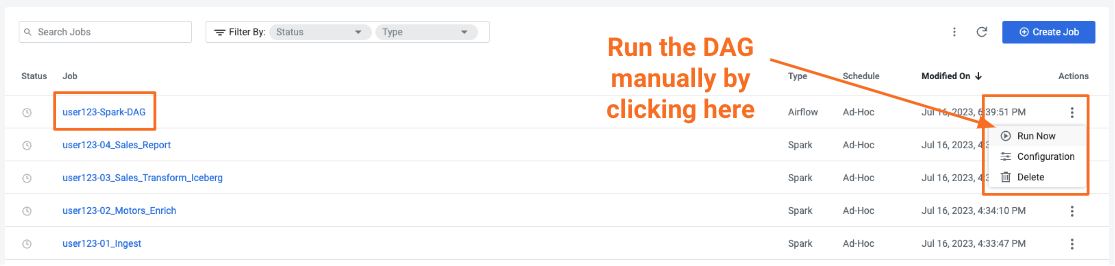 Search Jobs
Filter By: Status Type
Create Job
Run the DAG
manually by
clicking here
Status Job Type Schedule Modified On Actions
user123-Spark-DAG Airflow Ad-Hoc Jul 16, 2023, 6:39:51 PM
Run Now
user123-04_Sales_Report Spark Ad-Hoc Jul 16, 2023, 4:3
Configuration
user123-03_Sales_Transform_Iceberg Spark Ad-Hoc Jul 16, 2023, 4:3
Delete
user123-02_Motors_Enrich Spark Ad-Hoc Jul 16, 2023, 4:34:10 PM
user123-01_Ingest Spark Ad-Hoc Jul 16, 2023, 4:33:47 PM